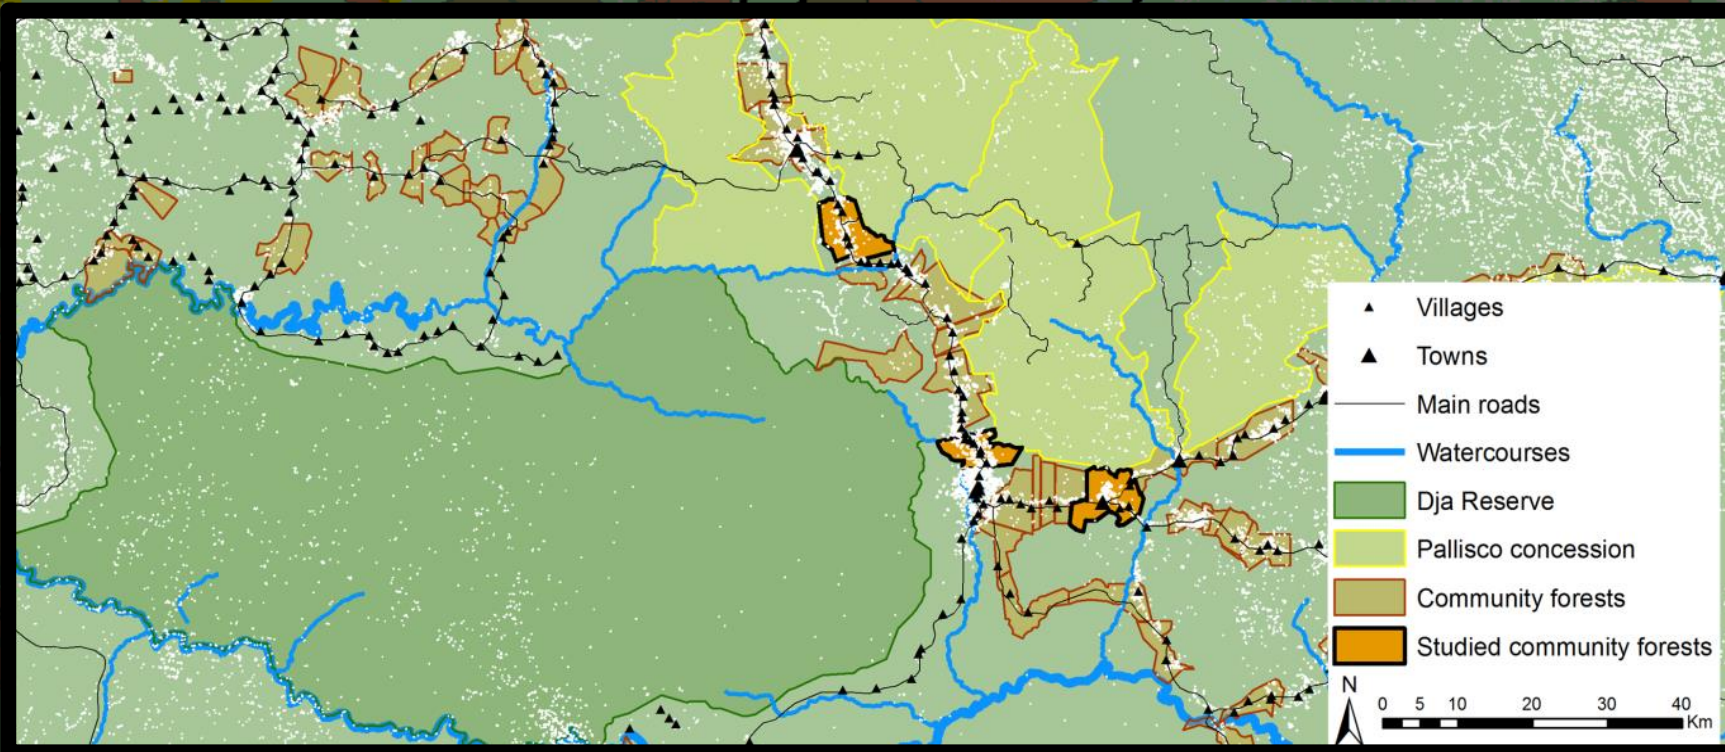 Villages
Towns
Main roads
Watercourses
Dja Reserve
Pallisco concession
Community forests
Studied community forests
N
0 5 10 20 30 40
Km